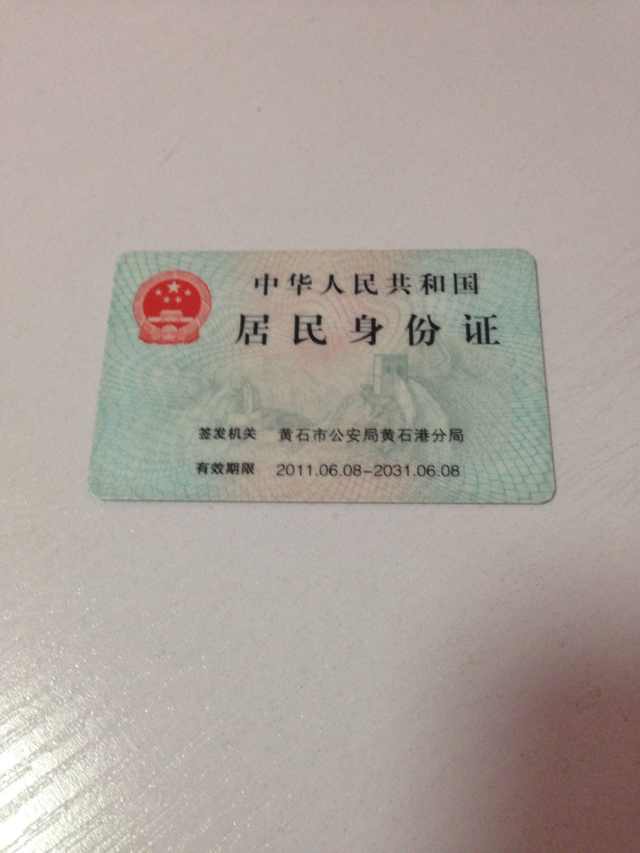 中华人民共和国
居民身份证
签发机关 黄石市公安局黄石港分局
有效期限 2011.06.08-2031.06.08